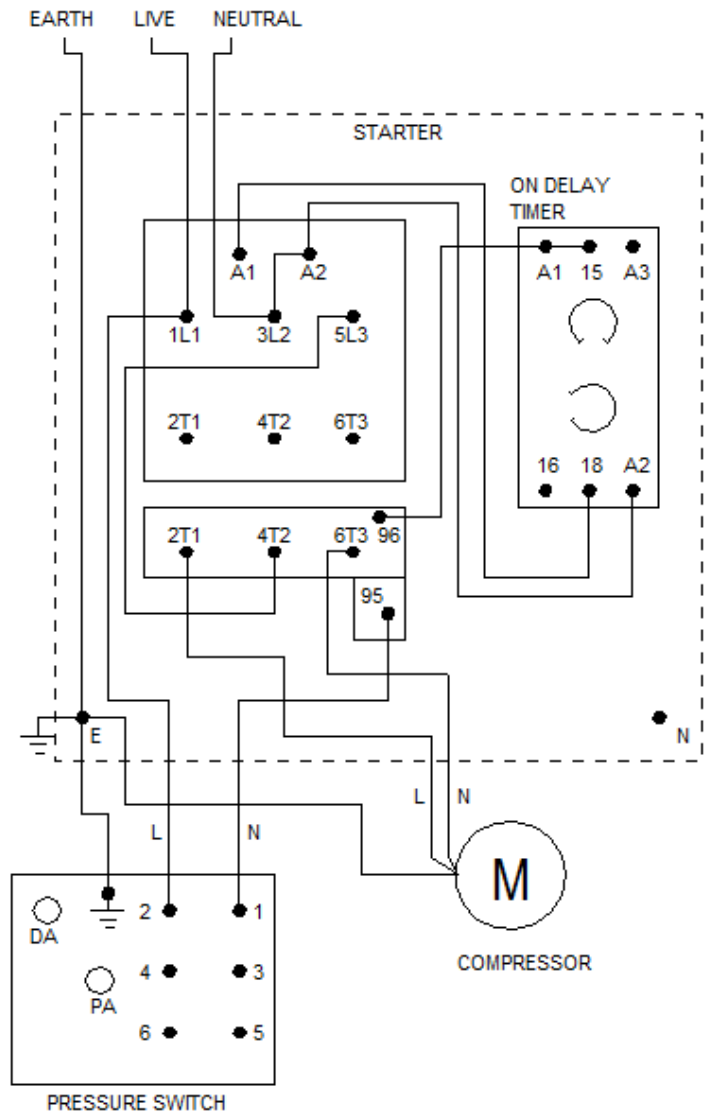 EARTH LIVE NEUTRAL
STARTER
ON DELAY
TIMER
A1 A2
A1 15 A3
1L1 3L2 5L3
2T1 4T2 6T3
16 18 A2
2T1 4T2 6T3 96
95
E
N
L N
L N
M
COMPRESSOR
DA
2 1
PA
4 3
6 5
PRESSURE SWITCH